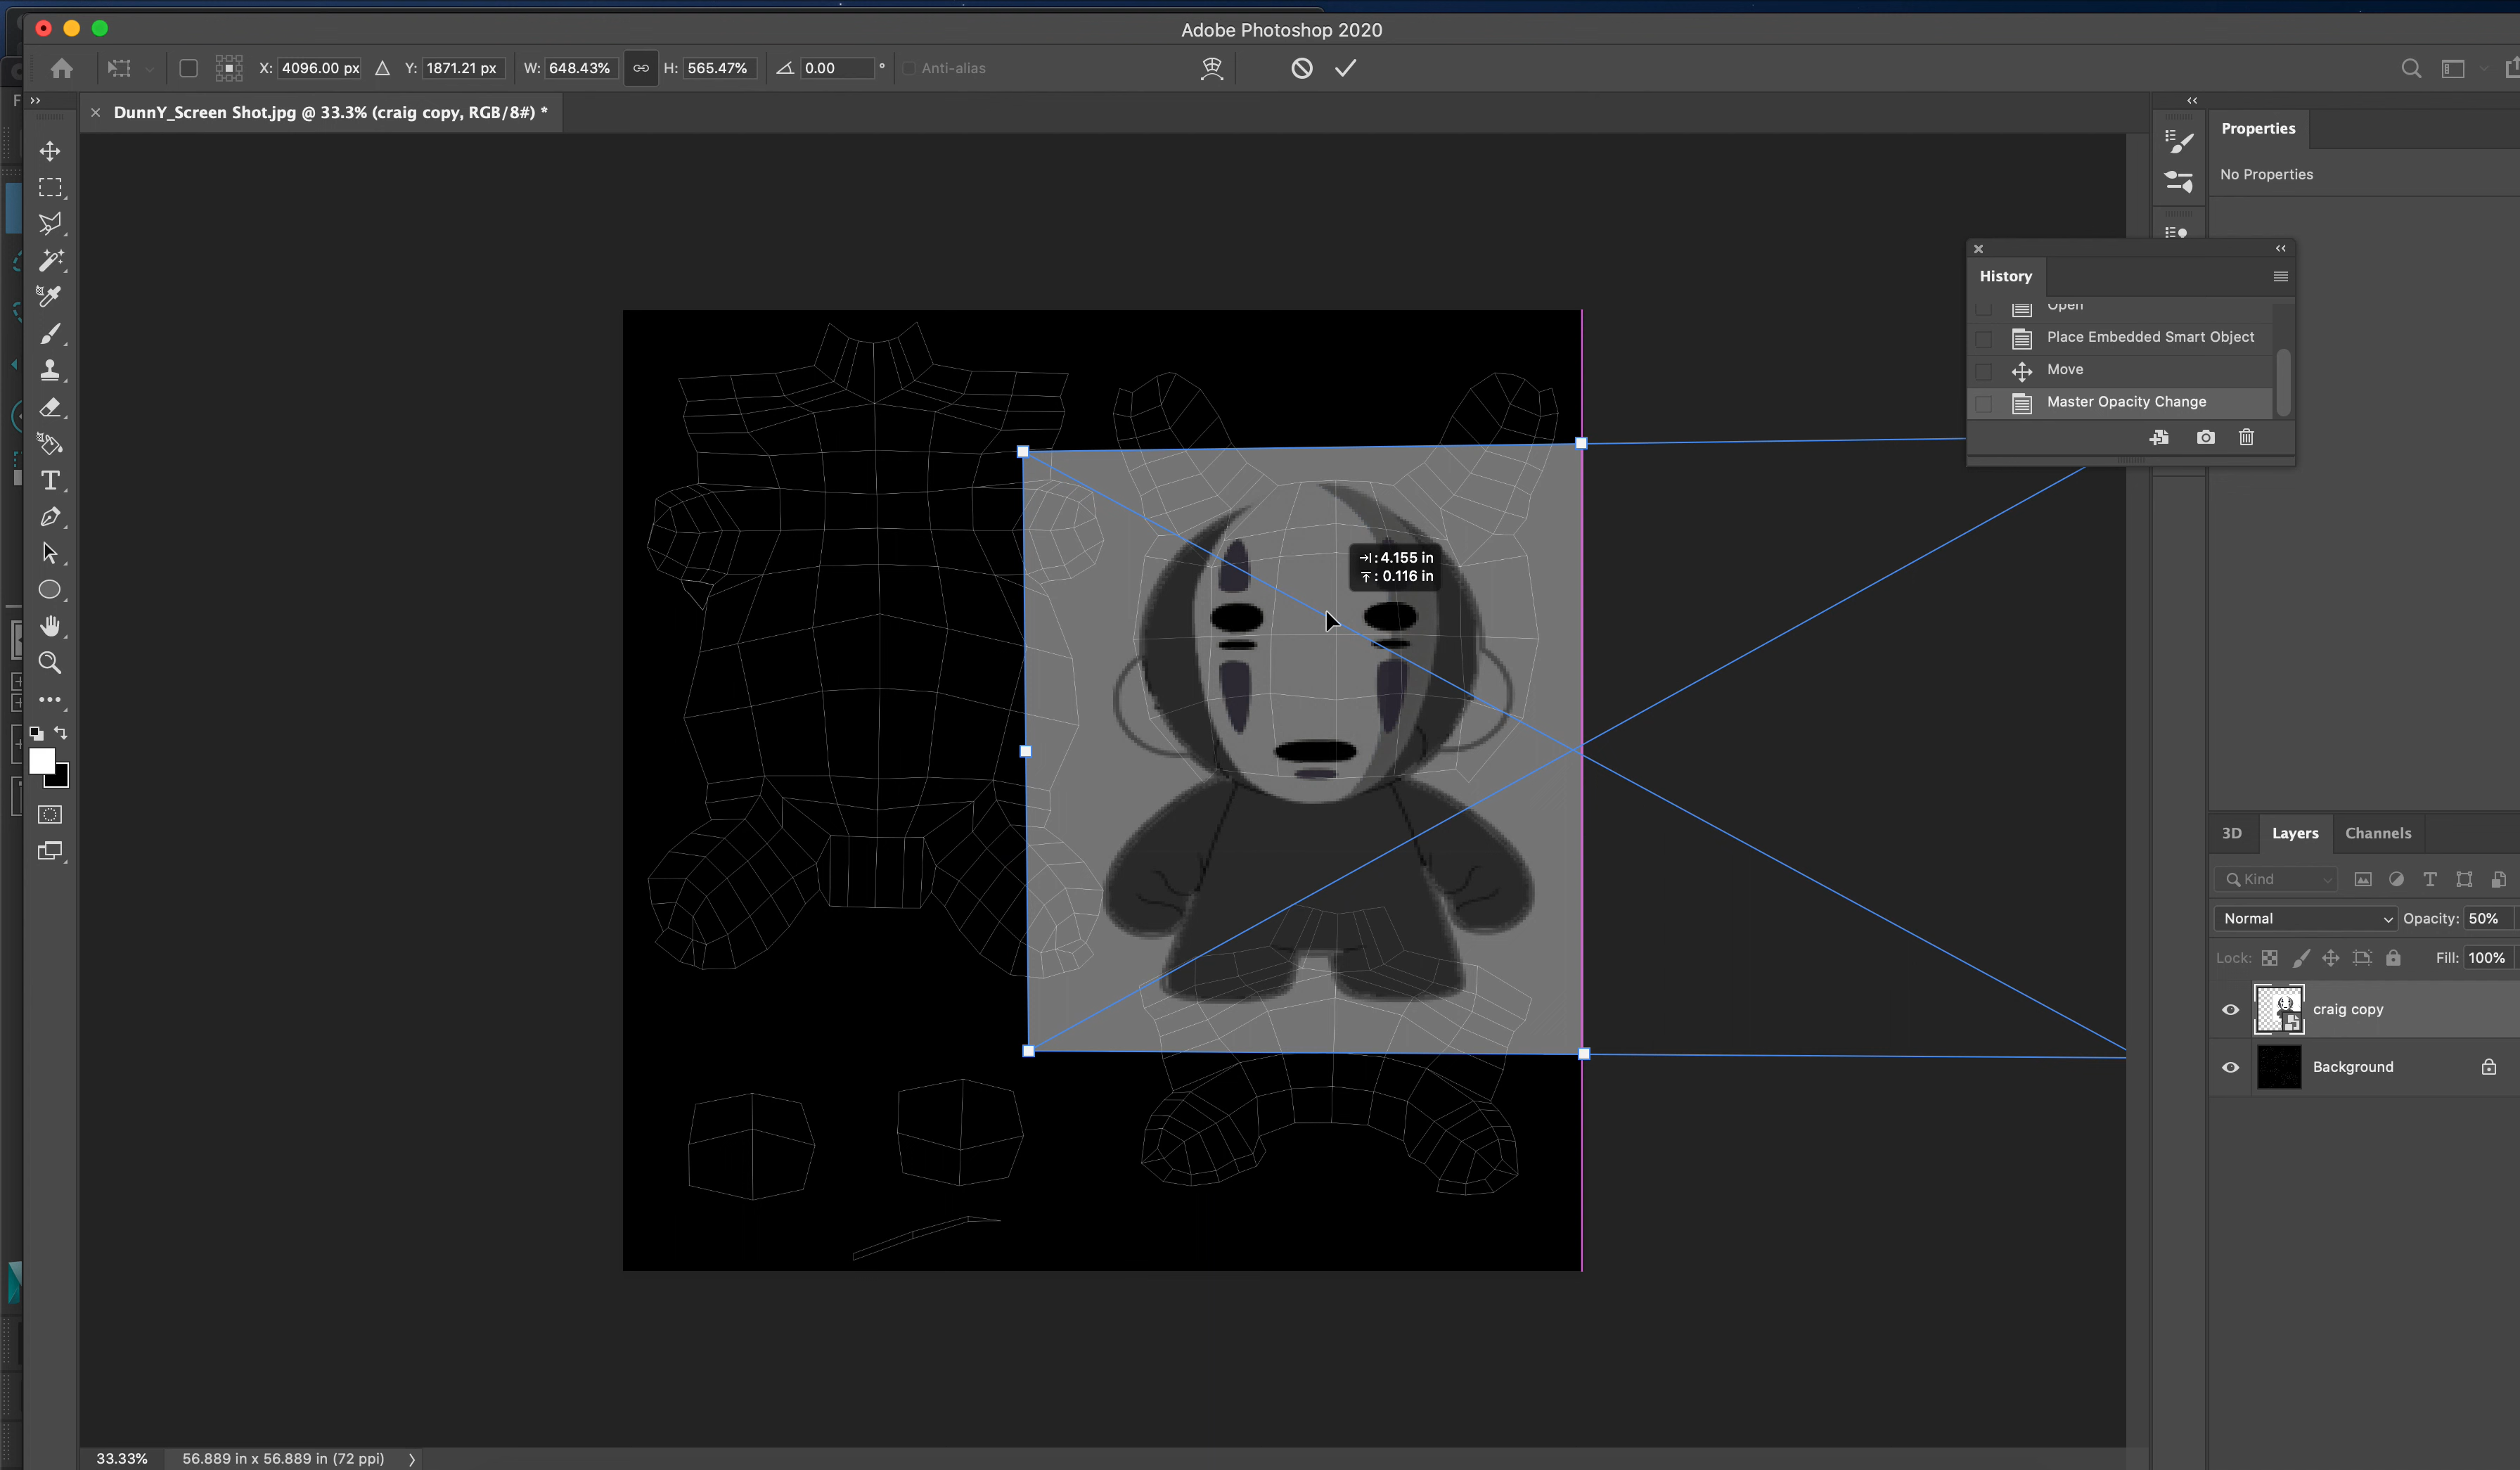 Adobe Photoshop 2020
X: 4096.00 px Y: 1871.21 px W: 648.43% H: 565.47% 0.00 ° Anti-alias
DunnY_Screen Shot.jpg @ 33.3% (craig copy, RGB/8#) *
Properties
No Properties
History
Open
Place Embedded Smart Object
Move
Master Opacity Change
: 4.155 in
: 0.116 in
3D Layers Channels
Kind
Normal Opacity: 50%
Lock: Fill: 100%
craig copy
Background
33.33% 56.889 in x 56.889 in (72 ppi)